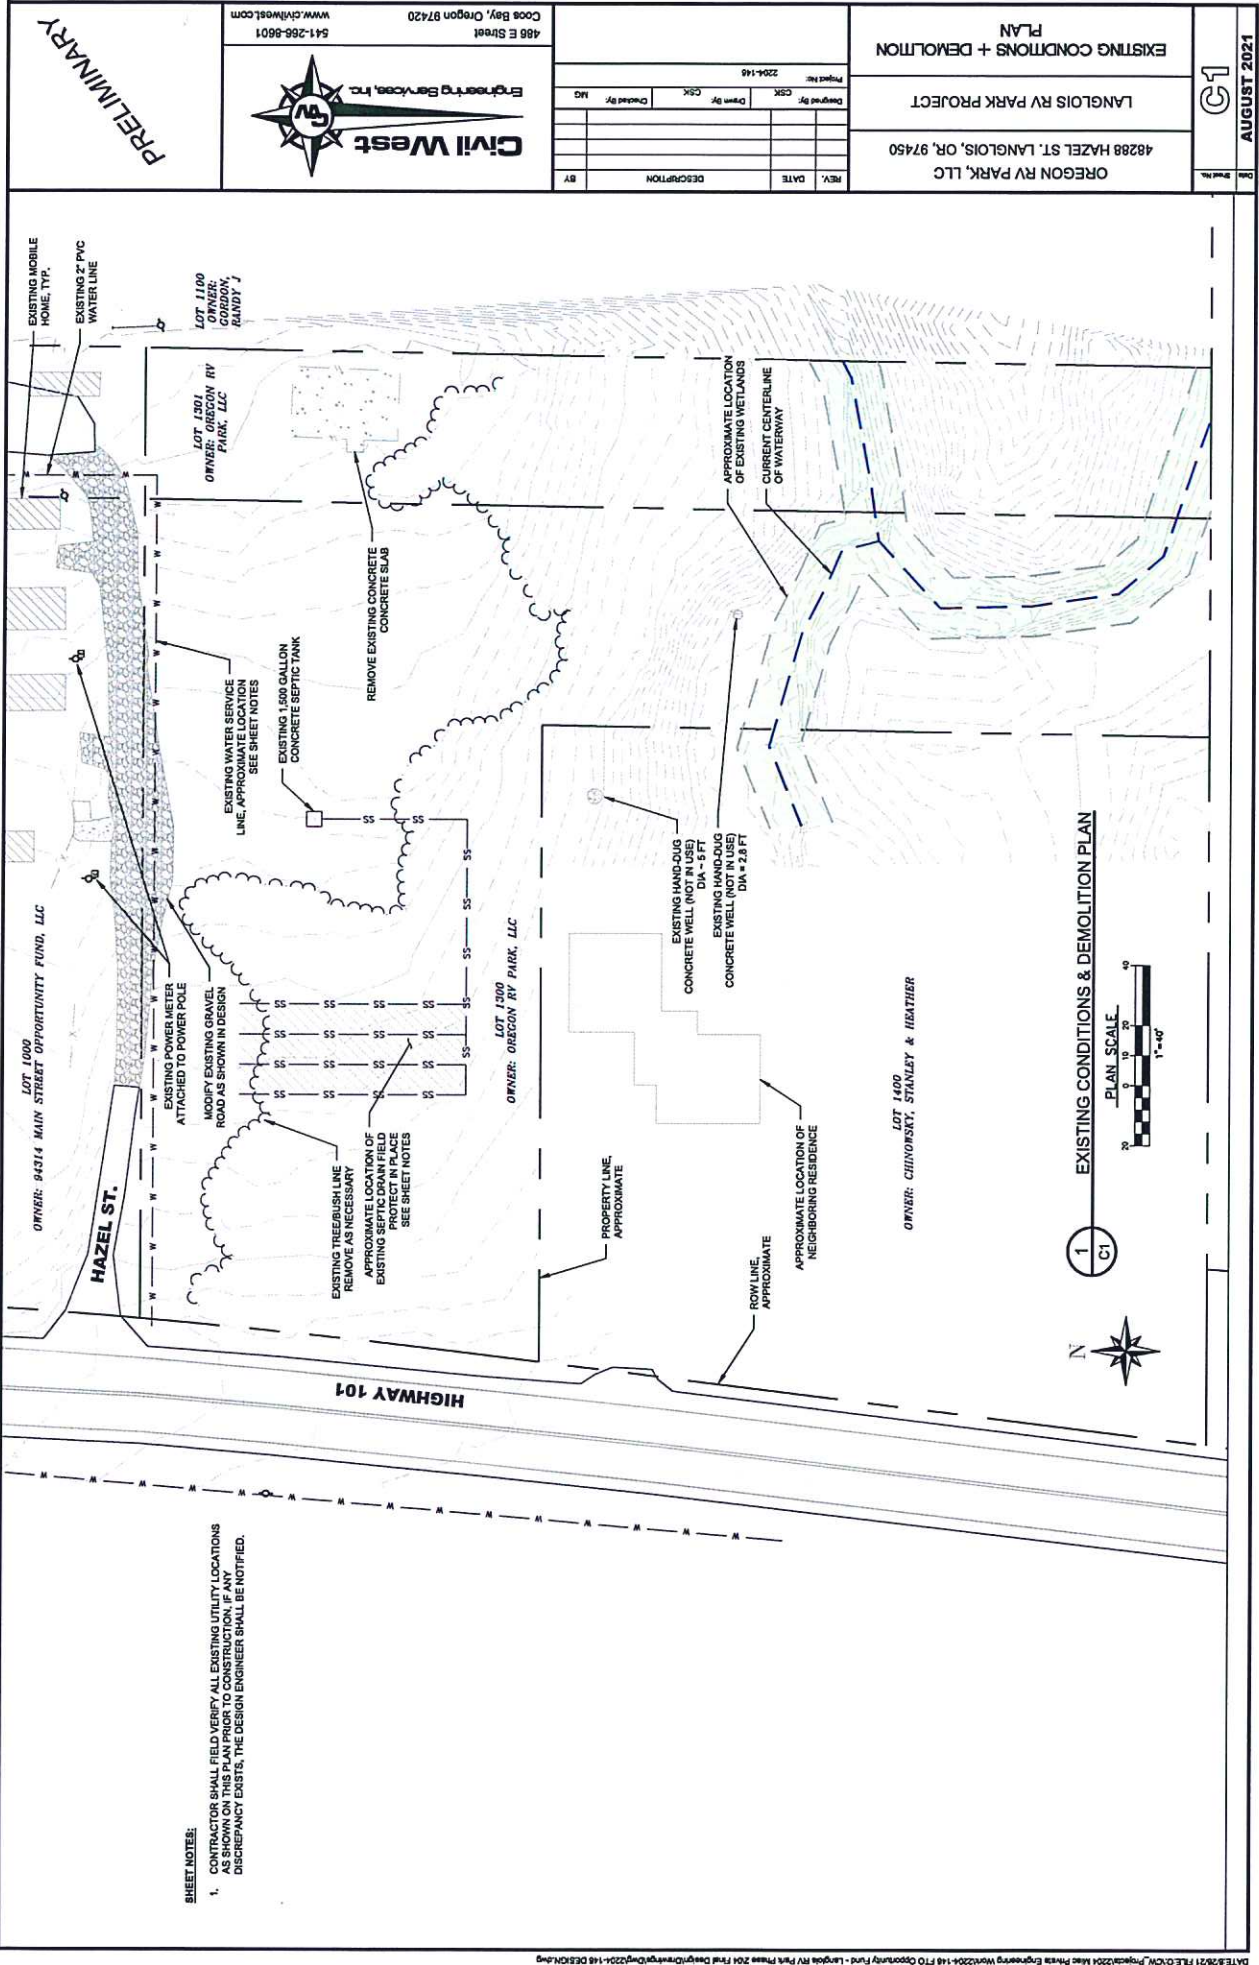 SHEET NOTES:
1. CONTRACTOR SHALL FIELD VERIFY ALL EXISTING UTILITY LOCATIONS
AS SHOWN ON THIS PLAN PRIOR TO CONSTRUCTION, IF ANY
DISCREPANCY EXISTS, THE DESIGN ENGINEER SHALL BE NOTIFIED.
LOT 1000
OWNER: 94314 MAIN STREET OPPORTUNITY FUND, LLC
HAZEL ST.
HIGHWAY 101
EXISTING POWER METER
ATTACHED TO POWER POLE
MODIFY EXISTING GRAVEL
ROAD AS SHOWN IN DESIGN
EXISTING TREE/BUSH LINE
REMOVE AS NECESSARY
APPROXIMATE LOCATION OF
EXISTING SEPTIC DRAIN FIELD
PROTECT IN PLACE
SEE SHEET NOTES
EXISTING WATER SERVICE
LINE, APPROXIMATE LOCATION
SEE SHEET NOTES
EXISTING 1,500 GALLON
CONCRETE SEPTIC TANK
REMOVE EXISTING CONCRETE
CONCRETE SLAB
EXISTING MOBILE
HOME, TYP.
EXISTING 2" PVC
WATER LINE
LOT 1100
OWNER:
GORDON,
RANDY J
LOT 1301
OWNER: OREGON RV
PARK, LLC
LOT 1300
OWNER: OREGON RV PARK, LLC
PROPERTY LINE,
APPROXIMATE
ROW LINE,
APPROXIMATE
APPROXIMATE LOCATION OF
NEIGHBORING RESIDENCE
EXISTING HAND-DUG
CONCRETE WELL (NOT IN USE)
DIA ~ 5 FT
EXISTING HAND-DUG
CONCRETE WELL (NOT IN USE)
DIA = 2.8 FT
APPROXIMATE LOCATION
OF EXISTING WETLANDS
CURRENT CENTERLINE
OF WATERWAY
LOT 1400
OWNER: CHINOWSKY, STANLEY & HEATHER
N
1
C1
EXISTING CONDITIONS & DEMOLITION PLAN
PLAN SCALE
20 0 10 20 40
1"=40'
PRELIMINARY
Civil West
Engineering Services, Inc.
CW
486 E Street
Coos Bay, Oregon 97420
541-266-8601
www.civilwest.com
REV. DATE DESCRIPTION BY
Designed By: CSK Drawn By: CSK Checked By: MG
Project No: 2204-146
OREGON RV PARK, LLC
48288 HAZEL ST. LANGLOIS, OR, 97450
LANGLOIS RV PARK PROJECT
EXISTING CONDITIONS + DEMOLITION
PLAN
Sheet No.
C1
Date
AUGUST 2021